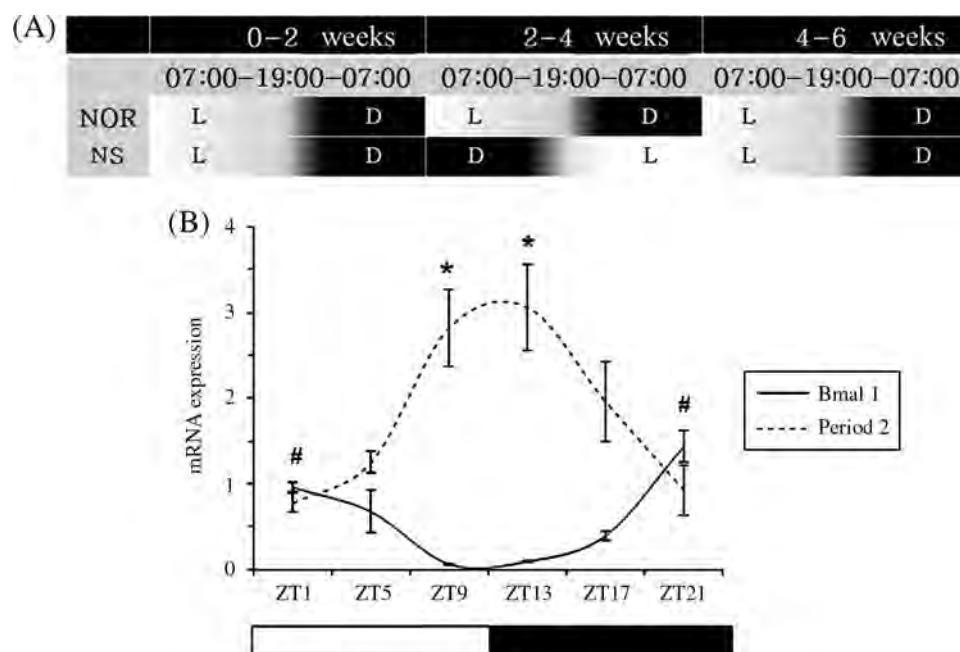 (A)
0-2 weeks 2-4 weeks 4-6 weeks
07:00-19:00-07:00 07:00-19:00-07:00 07:00-19:00-07:00
NOR L D L D L D
NS L D D L L D
(B)
4
3
2
1
0
mRNA expression
* *
# #
Bmal 1
Period 2
ZT1 ZT5 ZT9 ZT13 ZT17 ZT21